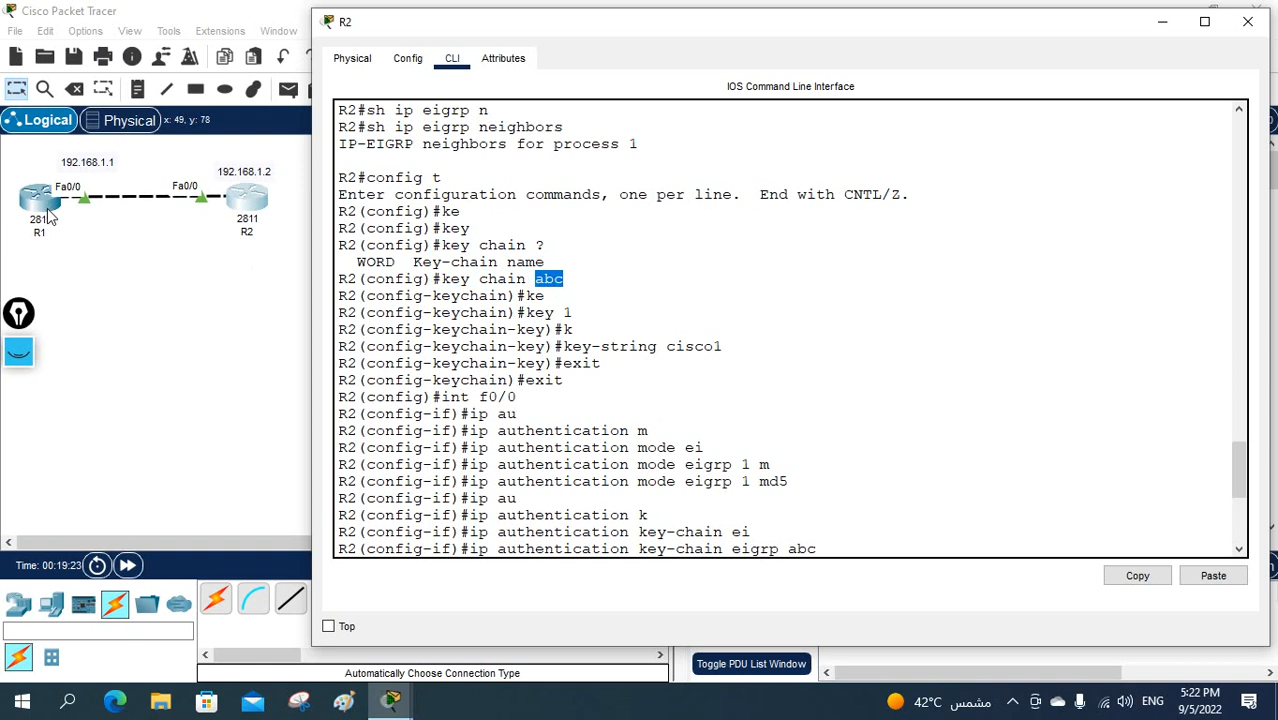 Cisco Packet Tracer
File Edit Options View Tools Extensions Window
Logical Physical x: 49, y: 78
192.168.1.1
192.168.1.2
Fa0/0
Fa0/0
2811
R1
2811
R2
Time: 00:19:23
Automatically Choose Connection Type
R2
Physical Config CLI Attributes
IOS Command Line Interface
R2#sh ip eigrp n
R2#sh ip eigrp neighbors
IP-EIGRP neighbors for process 1
R2#config t
Enter configuration commands, one per line. End with CNTL/Z.
R2(config)#ke
R2(config)#key
R2(config)#key chain ?
WORD Key-chain name
R2(config)#key chain abc
R2(config-keychain)#ke
R2(config-keychain)#key 1
R2(config-keychain-key)#k
R2(config-keychain-key)#key-string cisco1
R2(config-keychain-key)#exit
R2(config-keychain)#exit
R2(config)#int f0/0
R2(config-if)#ip au
R2(config-if)#ip authentication m
R2(config-if)#ip authentication mode ei
R2(config-if)#ip authentication mode eigrp 1 m
R2(config-if)#ip authentication mode eigrp 1 md5
R2(config-if)#ip au
R2(config-if)#ip authentication k
R2(config-if)#ip authentication key-chain ei
R2(config-if)#ip authentication key-chain eigrp abc
Copy Paste
Top
Toggle PDU List Window
42°C مشمس
5:22 PM
9/5/2022